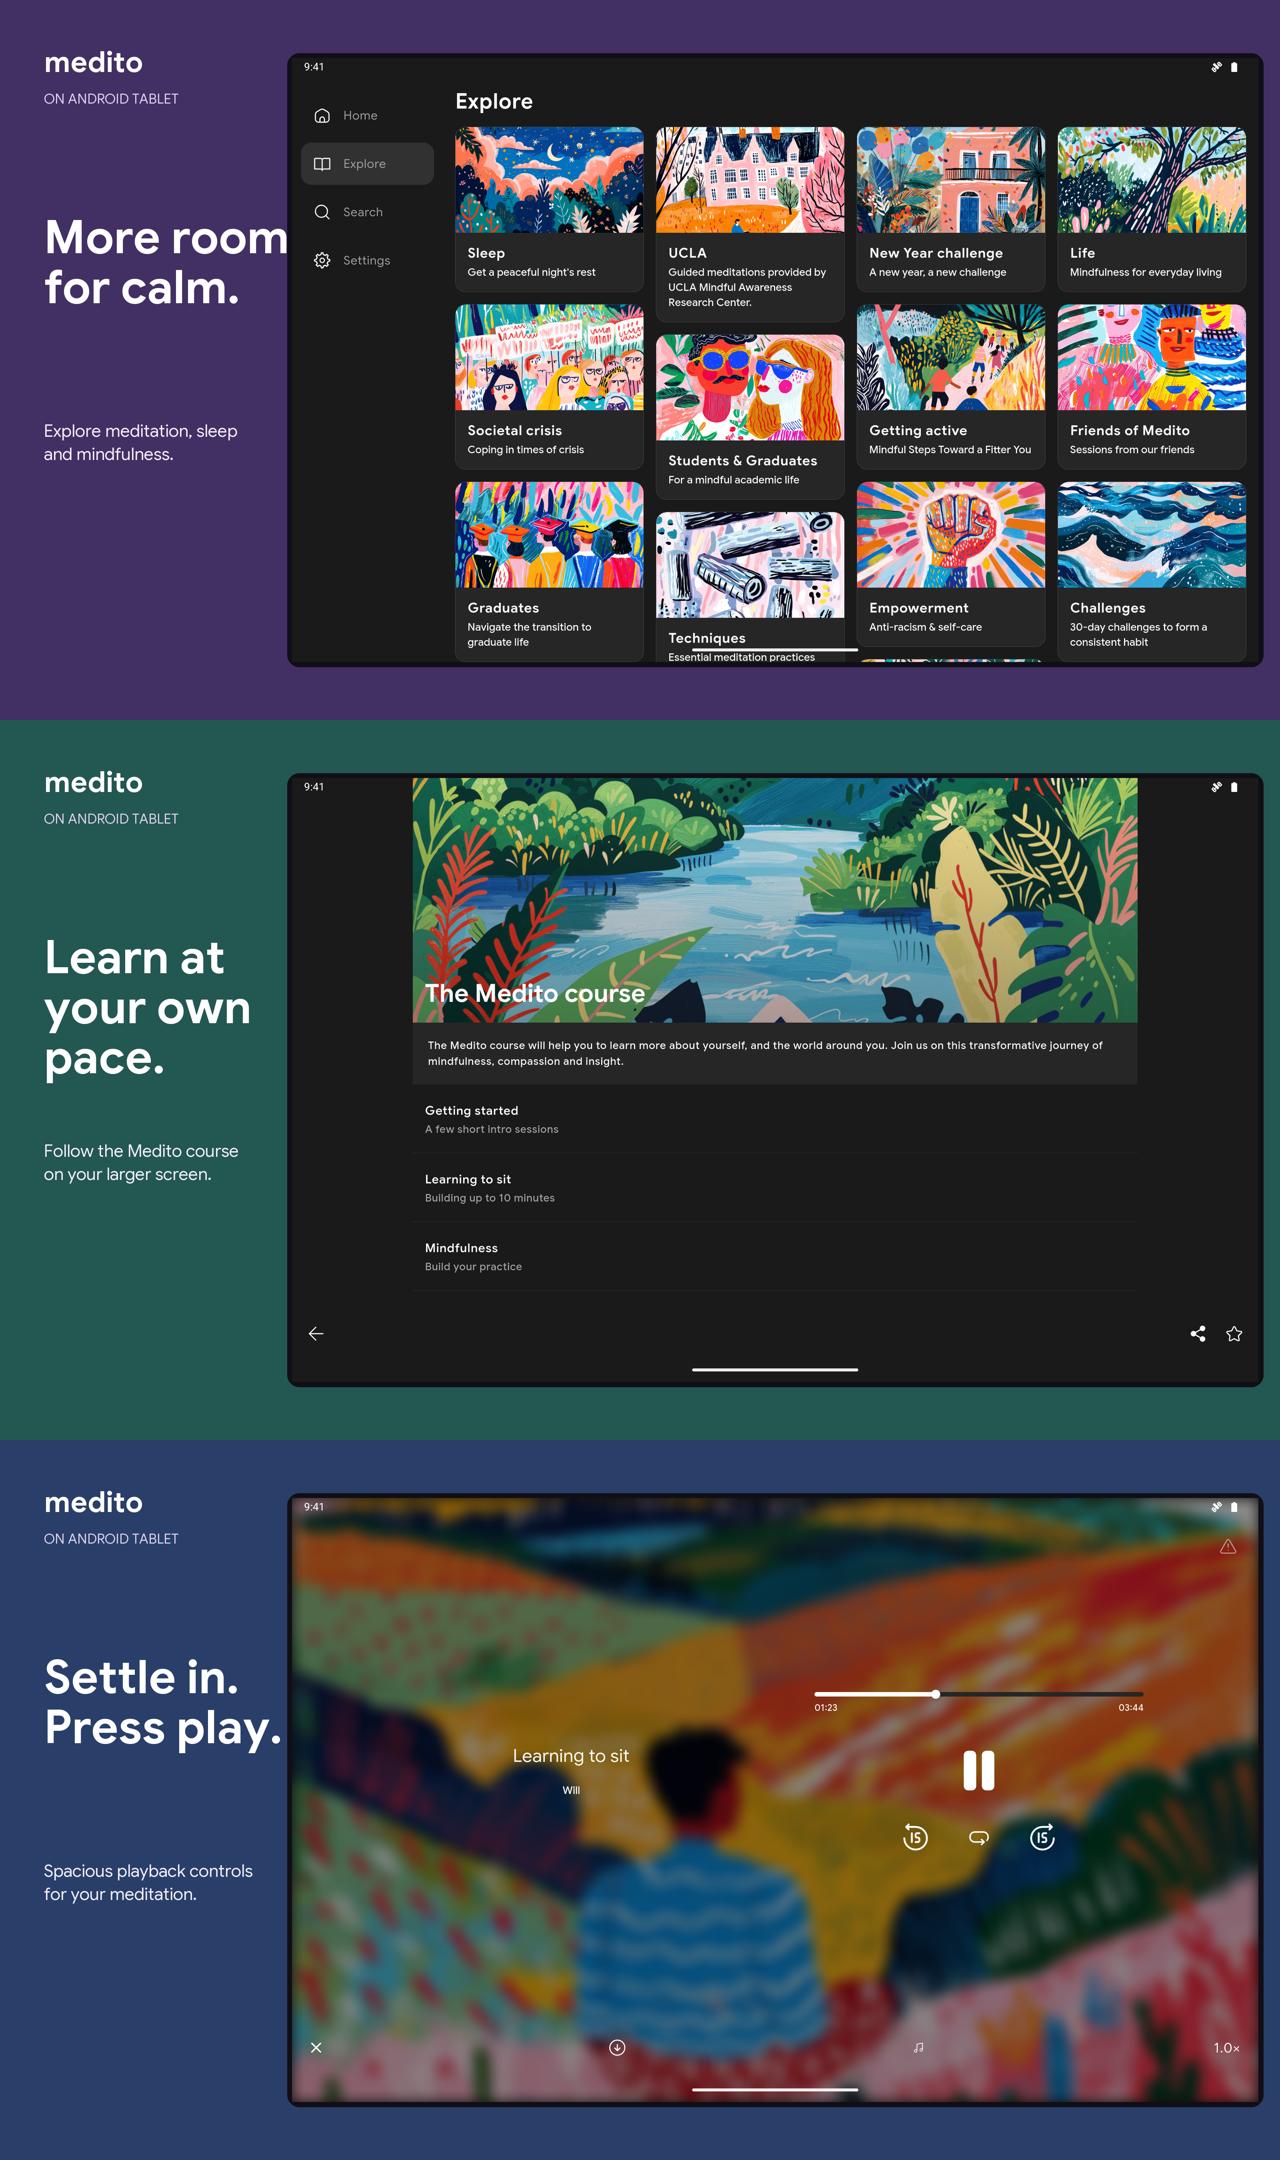 medito
ON ANDROID TABLET
More room
for calm.
Explore meditation, sleep
and mindfulness.
9:41
Home
Explore
Search
Settings
Explore
Sleep
Get a peaceful night's rest
UCLA
Guided meditations provided by
UCLA Mindful Awareness
Research Center.
New Year challenge
A new year, a new challenge
Life
Mindfulness for everyday living
Societal crisis
Coping in times of crisis
Students & Graduates
For a mindful academic life
Getting active
Mindful Steps Toward a Fitter You
Friends of Medito
Sessions from our friends
Graduates
Navigate the transition to
graduate life
Techniques
Essential meditation practices
Empowerment
Anti-racism & self-care
Challenges
30-day challenges to form a
consistent habit
medito
ON ANDROID TABLET
Learn at
your own
pace.
Follow the Medito course
on your larger screen.
9:41
The Medito course
The Medito course will help you to learn more about yourself, and the world around you. Join us on this transformative journey of
mindfulness, compassion and insight.
Getting started
A few short intro sessions
Learning to sit
Building up to 10 minutes
Mindfulness
Build your practice
medito
ON ANDROID TABLET
Settle in.
Press play.
Spacious playback controls
for your meditation.
9:41
Learning to sit
Will
01:23
03:44
15
15
1.0×